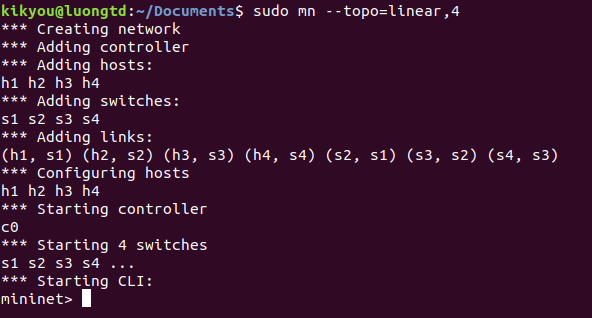 kikyou@luongtd:~/Documents$ sudo mn --topo=linear,4
*** Creating network
*** Adding controller
*** Adding hosts:
h1 h2 h3 h4
*** Adding switches:
s1 s2 s3 s4
*** Adding links:
(h1, s1) (h2, s2) (h3, s3) (h4, s4) (s2, s1) (s3, s2) (s4, s3)
*** Configuring hosts
h1 h2 h3 h4
*** Starting controller
c0
*** Starting 4 switches
s1 s2 s3 s4 ...
*** Starting CLI:
mininet>